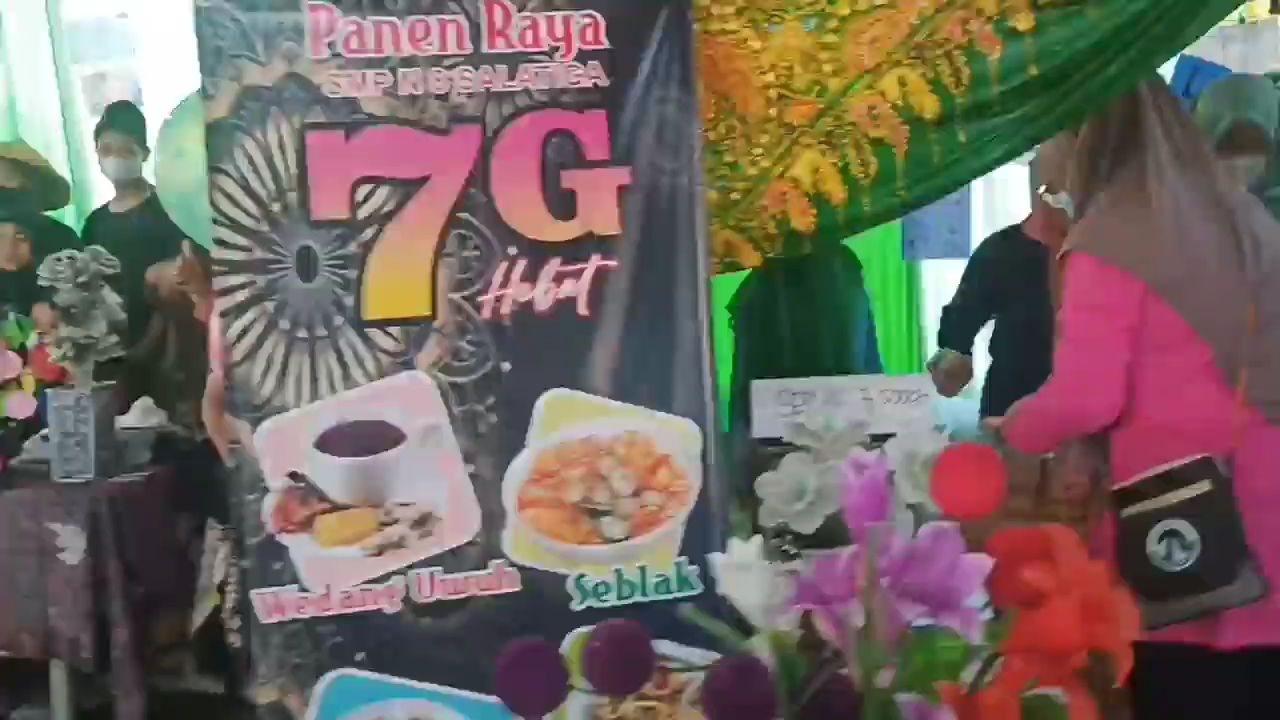 Panen Raya
SMP N 8 SALATIGA
7G
Hebat
Wedang Uwuh
Seblak